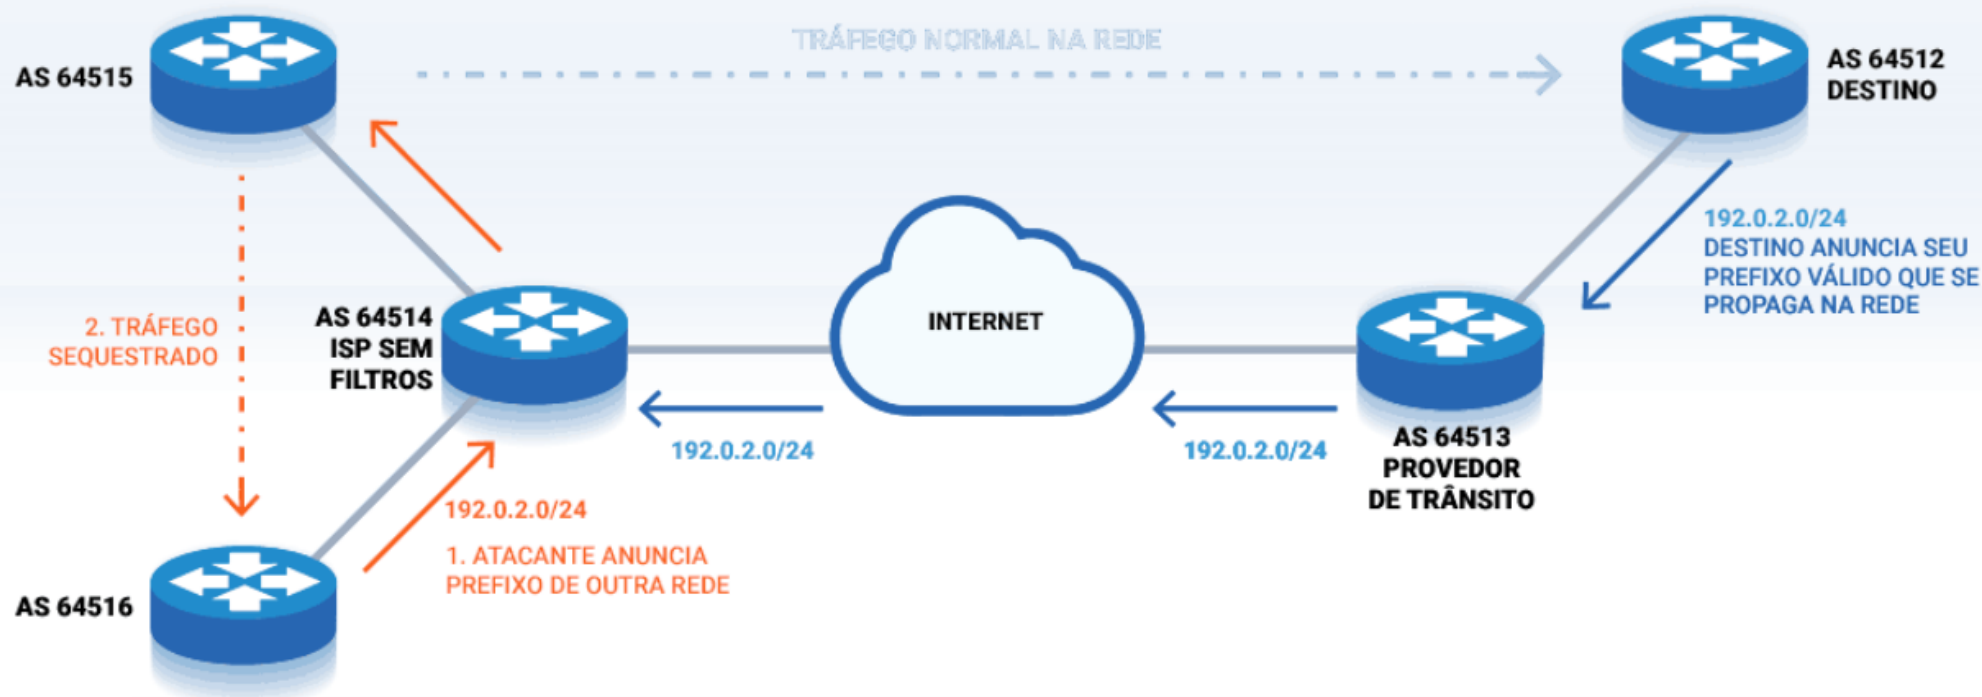 TRÁFEGO NORMAL NA REDE
AS 64515
AS 64512
DESTINO
192.0.2.0/24
DESTINO ANUNCIA SEU
PREFIXO VÁLIDO QUE SE
PROPAGA NA REDE
2. TRÁFEGO
SEQUESTRADO
AS 64514
ISP SEM
FILTROS
INTERNET
192.0.2.0/24
192.0.2.0/24
AS 64513
PROVEDOR
DE TRÂNSITO
192.0.2.0/24
1. ATACANTE ANUNCIA
PREFIXO DE OUTRA REDE
AS 64516